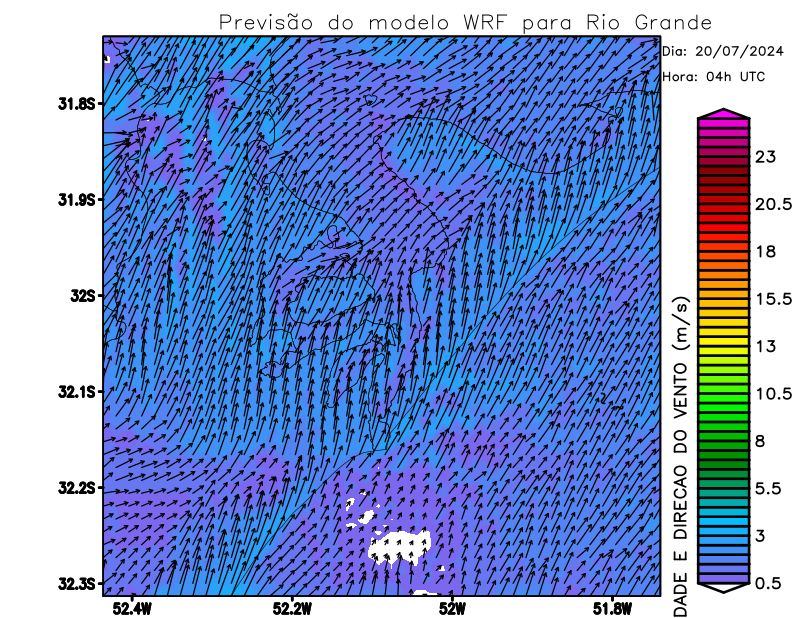 Previsão do modelo WRF para Rio Grande
Dia: 20/07/2024
Hora: 04h UTC
31.8S
31.9S
32S
32.1S
32.2S
32.3S
52.4W
52.2W
52W
51.8W
23
20.5
18
15.5
13
10.5
8
5.5
3
0.5
DADE E DIRECAO DO VENTO (m/s)